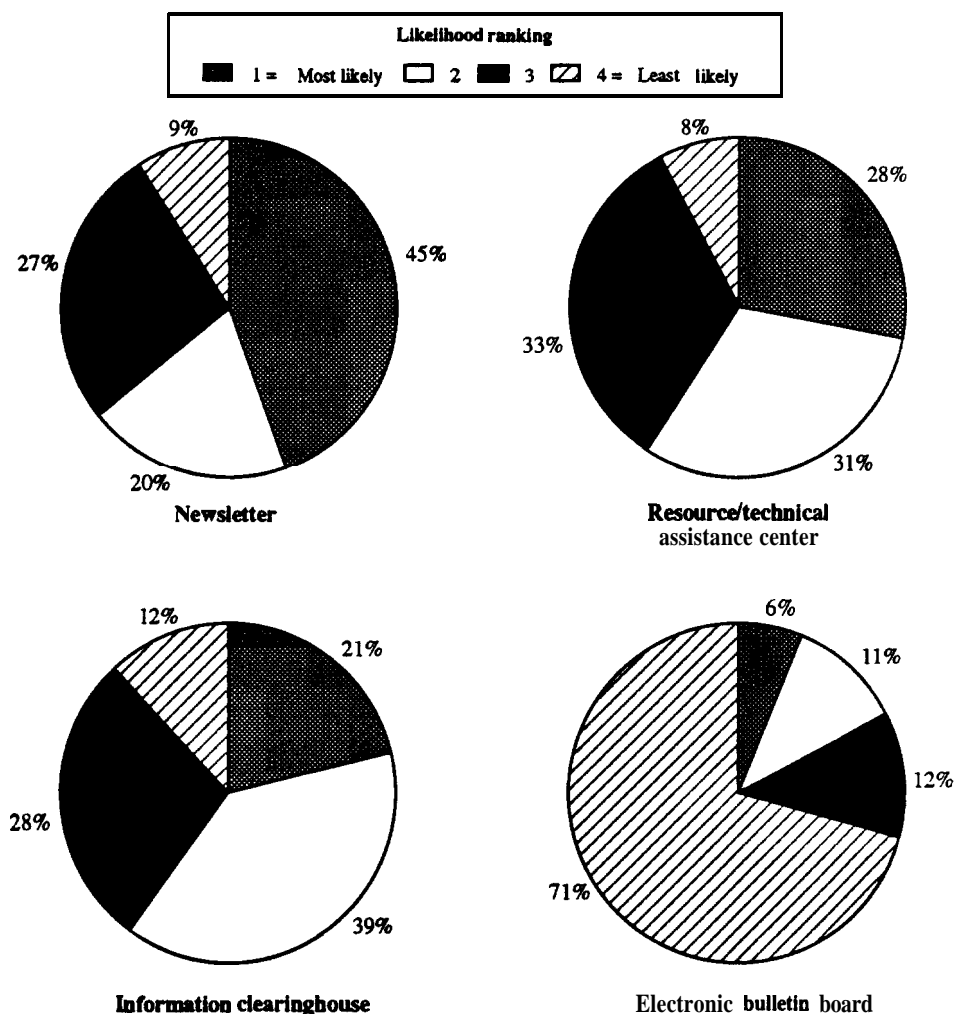 Likelihood ranking
1 = Most likely 2 3 4 = Least likely
9%
45%
27%
20%
Newsletter
8%
28%
33%
31%
Resource/technical
assistance center
12%
21%
28%
39%
Information clearinghouse
6%
11%
12%
71%
Electronic bulletin board